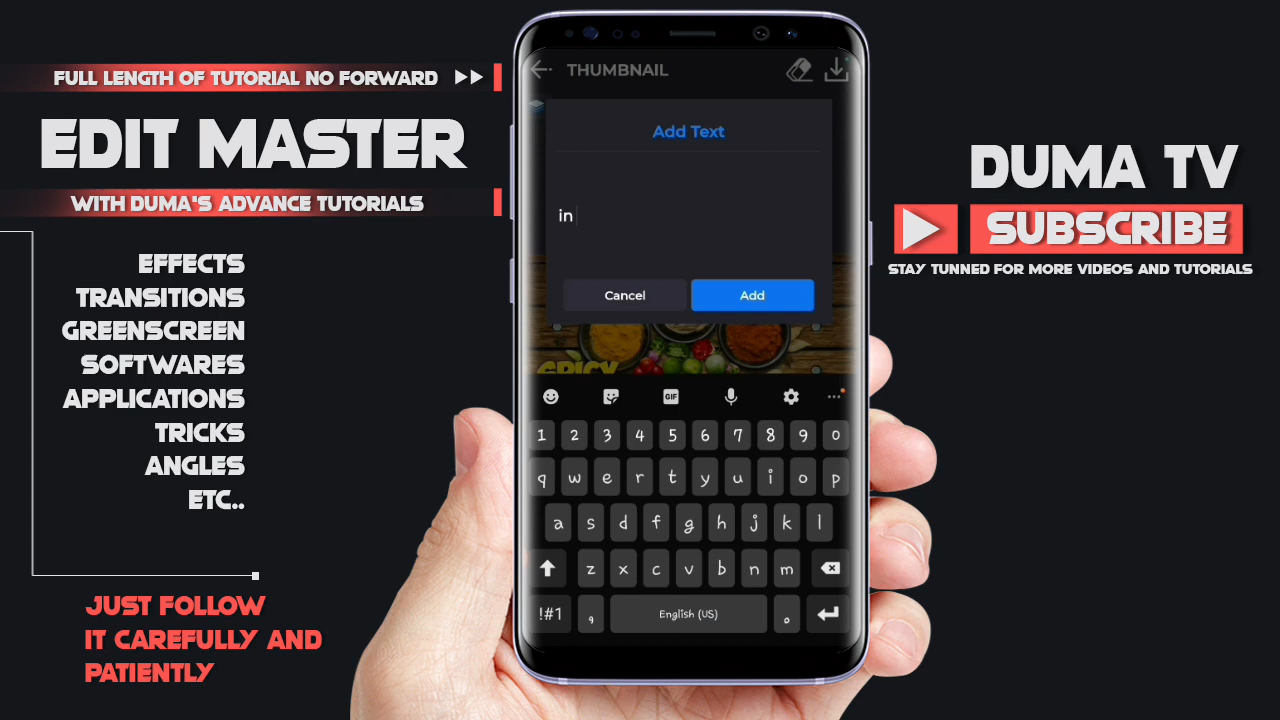 FULL LENGTH OF TUTORIAL NO FORWARD
EDIT MASTER
WITH DUMA'S ADVANCE TUTORIALS
EFFECTS
TRANSITIONS
GREENSCREEN
SOFTWARES
APPLICATIONS
TRICKS
ANGLES
ETC..
JUST FOLLOW
IT CAREFULLY AND
PATIENTLY
THUMBNAIL
Add Text
in
Cancel
Add
SPICY
GIF
1 2 3 4 5 6 7 8 9 0
q w e r t y u i o p
a s d f g h j k l
z x c v b n m
!#1 , English (US) .
DUMA TV
SUBSCRIBE
STAY TUNNED FOR MORE VIDEOS AND TUTORIALS